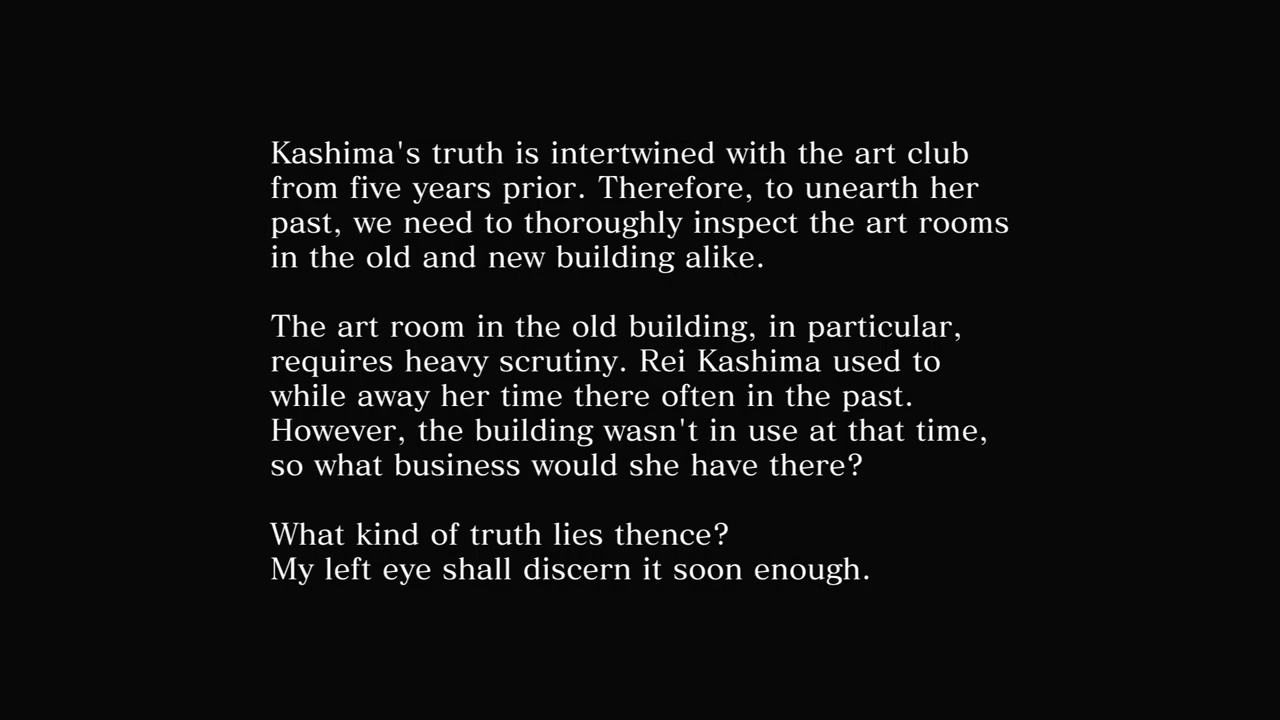 Kashima's truth is intertwined with the art club
from five years prior. Therefore, to unearth her
past, we need to thoroughly inspect the art rooms
in the old and new building alike.
The art room in the old building, in particular,
requires heavy scrutiny. Rei Kashima used to
while away her time there often in the past.
However, the building wasn't in use at that time,
so what business would she have there?
What kind of truth lies thence?
My left eye shall discern it soon enough.